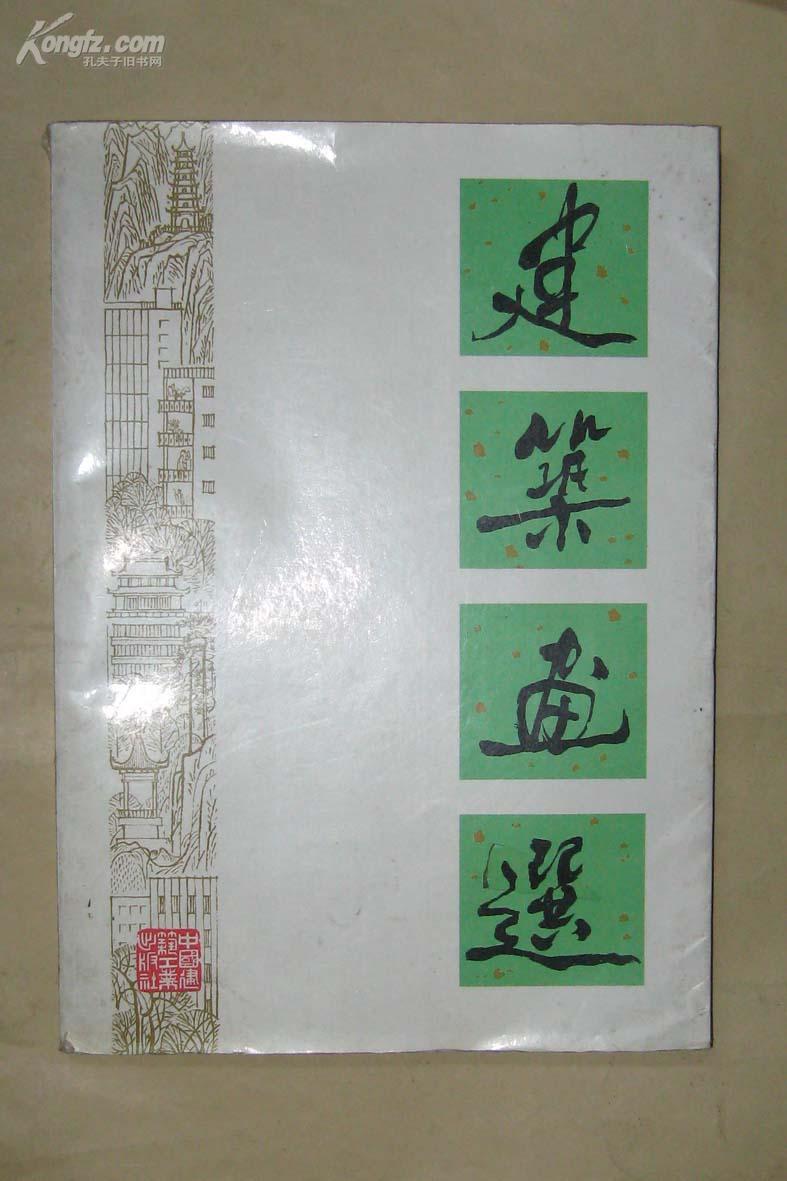 Kongfz.com
孔夫子旧书网
建
築
画
選
中國建
築工業
出版社